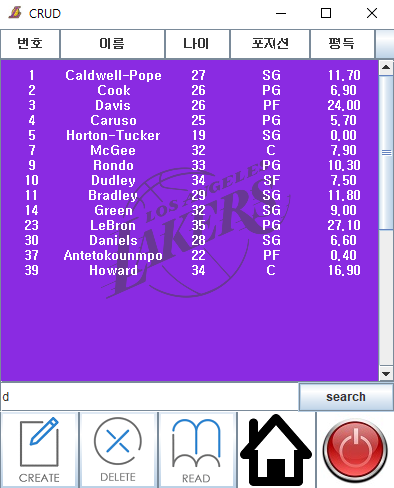 CRUD
번호 이름 나이 포지션 평득
1 Caldwell-Pope 27 SG 11.70
2 Cook 26 PG 6.90
3 Davis 26 PF 24.00
4 Caruso 25 PG 5.70
5 Horton-Tucker 19 SG 0.00
7 McGee 32 C 7.90
9 Rondo 33 PG 10.30
10 Dudley 34 SF 7.50
11 Bradley 29 SG 11.80
14 Green 32 SG 9.00
23 LeBron 35 PG 27.10
30 Daniels 28 SG 6.60
37 Antetokounmpo 22 PF 0.40
39 Howard 34 C 16.90
LOS ANGELES
LAKERS
d search
CREATE DELETE READ